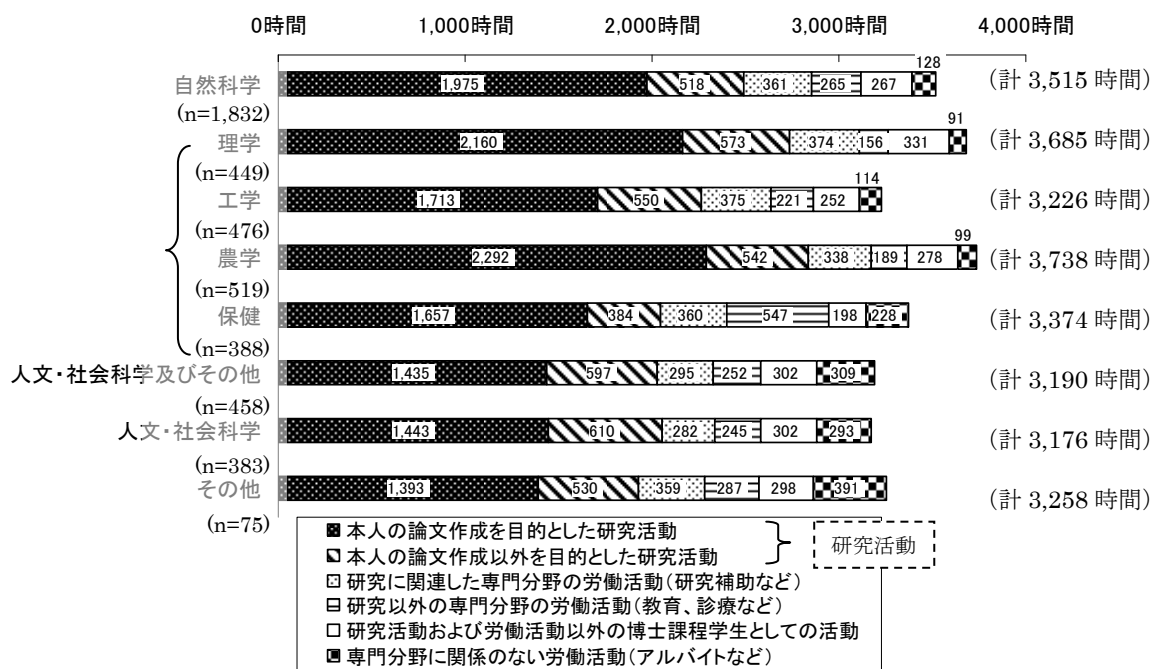 0時間 1,000時間 2,000時間 3,000時間 4,000時間
128
自然科学 1,975 518 361 265 267 (計 3,515 時間)
(n=1,832)
91
理学 2,160 573 374 156 331 (計 3,685 時間)
(n=449)
114
工学 1,713 550 375 221 252 (計 3,226 時間)
(n=476)
99
農学 2,292 542 338 189 278 (計 3,738 時間)
(n=519)
保健 1,657 384 360 547 198 228 (計 3,374 時間)
(n=388)
人文・社会科学及びその他 1,435 597 295 252 302 309 (計 3,190 時間)
(n=458)
人文・社会科学 1,443 610 282 245 302 293 (計 3,176 時間)
(n=383)
その他 1,393 530 359 287 298 391 (計 3,258 時間)
(n=75)
本人の論文作成を目的とした研究活動
本人の論文作成以外を目的とした研究活動
研究活動
研究に関連した専門分野の労働活動(研究補助など)
研究以外の専門分野の労働活動(教育、診療など)
研究活動および労働活動以外の博士課程学生としての活動
専門分野に関係のない労働活動(アルバイトなど)